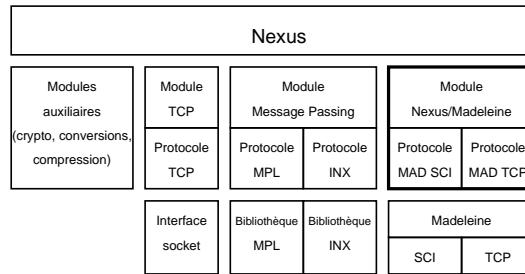 Nexus
Modules
auxiliaires
(crypto, conversions,
compression)
Module
TCP
Protocole
TCP
Module
Message Passing
Protocole
MPL
Protocole
INX
Module
Nexus/Madeleine
Protocole
MAD SCI
Protocole
MAD TCP
Interface
socket
Bibliothèque
MPL
Bibliothèque
INX
Madeleine
SCI
TCP